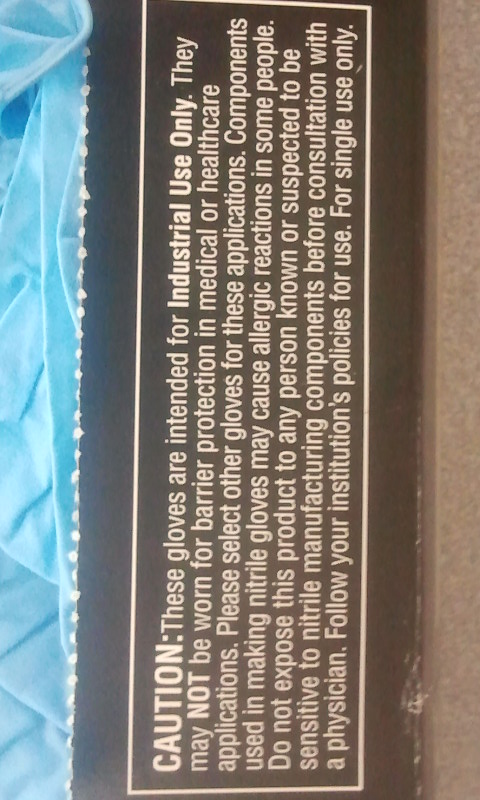 CAUTION:These gloves are intended for Industrial Use Only. They
may NOT be worn for barrier protection in medical or healthcare
applications. Please select other gloves for these applications. Components
used in making nitrile gloves may cause allergic reactions in some people.
Do not expose this product to any person known or suspected to be
sensitive to nitrile manufacturing components before consultation with
a physician. Follow your institution's policies for use. For single use only.